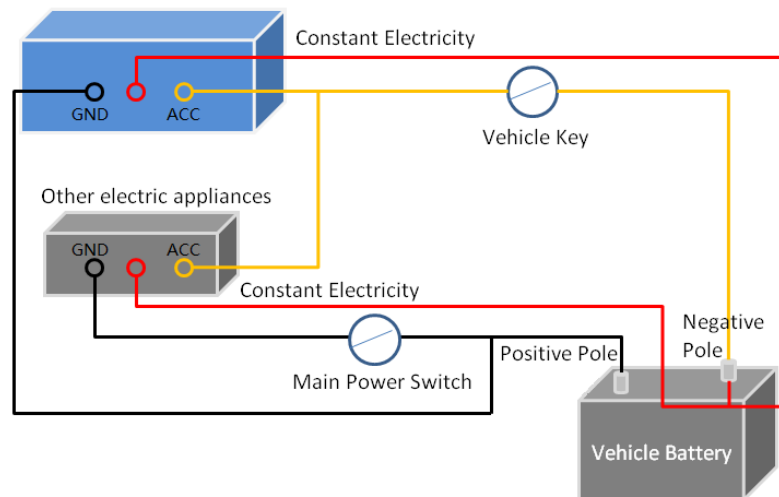 Constant Electricity
GND
ACC
Vehicle Key
Other electric appliances
GND
ACC
Constant Electricity
Negative
Pole
Positive Pole
Main Power Switch
Vehicle Battery